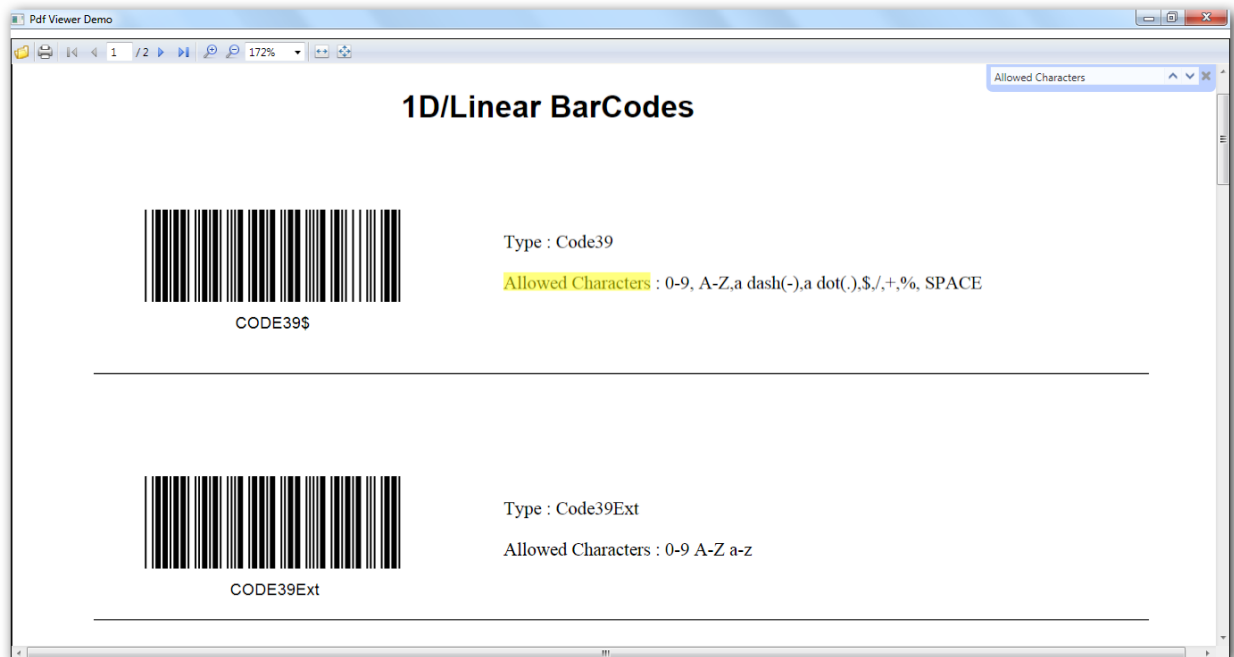 Pdf Viewer Demo
1 / 2 172%
Allowed Characters
1D/Linear BarCodes
Type : Code39
Allowed Characters : 0-9, A-Z,a dash(-),a dot(.),$,/,+,%, SPACE
CODE39$
Type : Code39Ext
Allowed Characters : 0-9 A-Z a-z
CODE39Ext